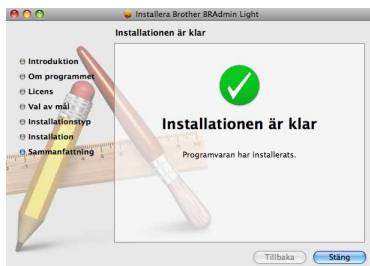 Installera Brother BRAdmin Light
Installationen är klar
Introduktion
Om programmet
Licens
Val av mål
Installationstyp
Installation
Sammanfattning
Installationen är klar
Programvaran har installerats.
Tillbaka
Stäng